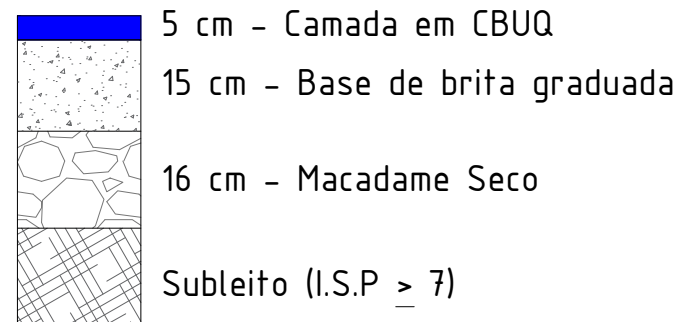 5 cm - Camada em CBUQ
15 cm - Base de brita graduada
16 cm - Macadame Seco
Subleito (I.S.P ≥ 7)